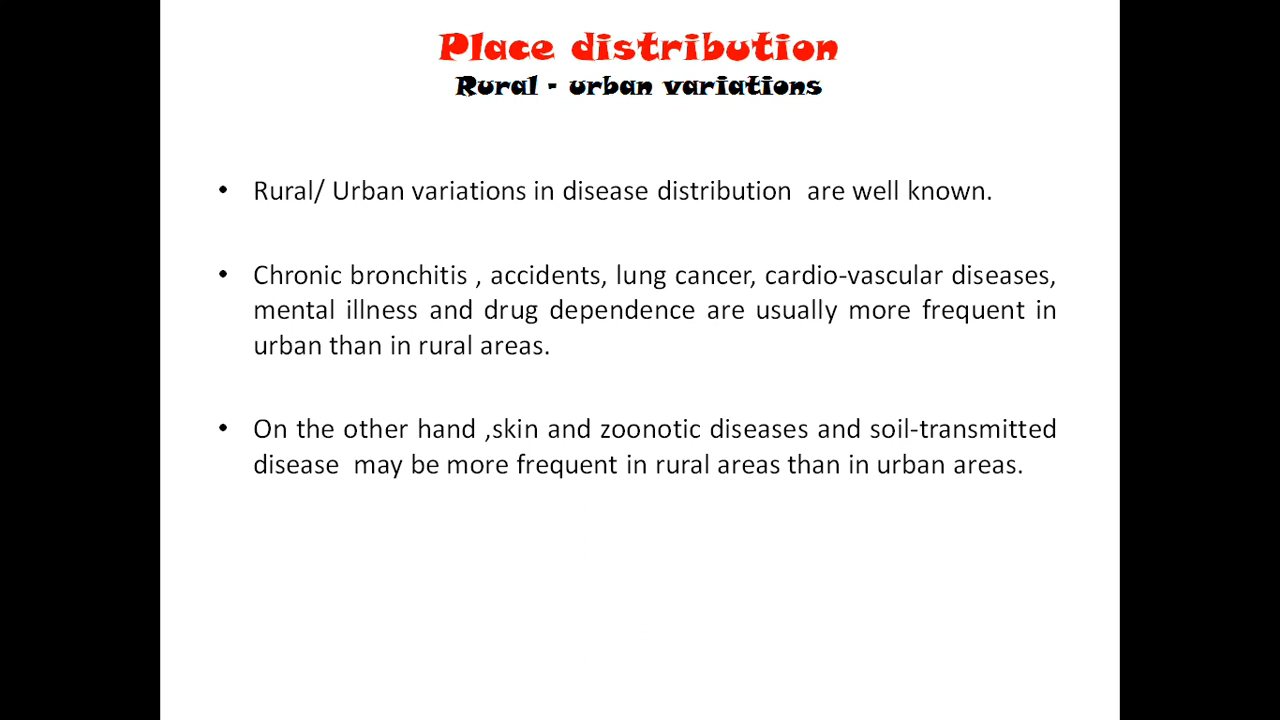 Place distribution
Rural - urban variations
• Rural/ Urban variations in disease distribution  are well known.
• Chronic bronchitis , accidents, lung cancer, cardio-vascular diseases,
mental illness and drug dependence are usually more frequent in
urban than in rural areas.
• On the other hand ,skin and zoonotic diseases and soil-transmitted
disease  may be more frequent in rural areas than in urban areas.